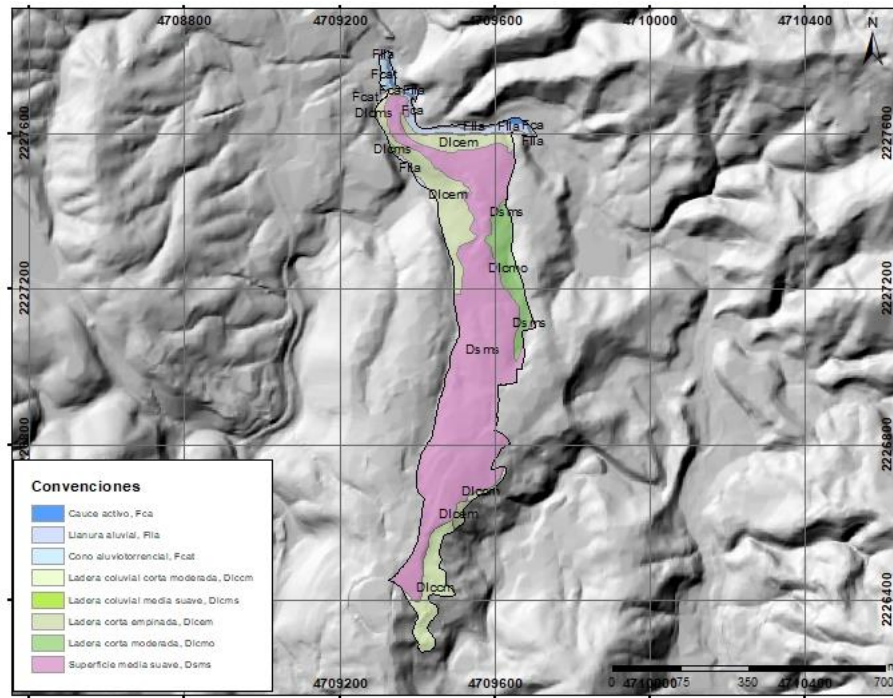 4708800 4709200 4709600 4710000 4710400
N
Flla
Fcat
Fca Flla
Fcat
Fca
Dlcms
Flla Flla Fca
2227600 2227600
Dlcem Flla
Dlcms
Flla
Dlcem
Dsms
Dlcmo
2227200 2227200
Dsms
Dsms
2226800
Dlccm
Dlcem
Dlccm
2226400
Convenciones
Cauce activo, Fca
Llanura aluvial, Flla
Cono aluviotorrencial, Fcat
Ladera coluvial corta moderada, Dlccm
Ladera coluvial media suave, Dlcms
Ladera corta empinada, Dlcem
Ladera corta moderada, Dlcmo
Superficie media suave, Dsms
0 175 350 70
4709200 4709600 4710000 4710400